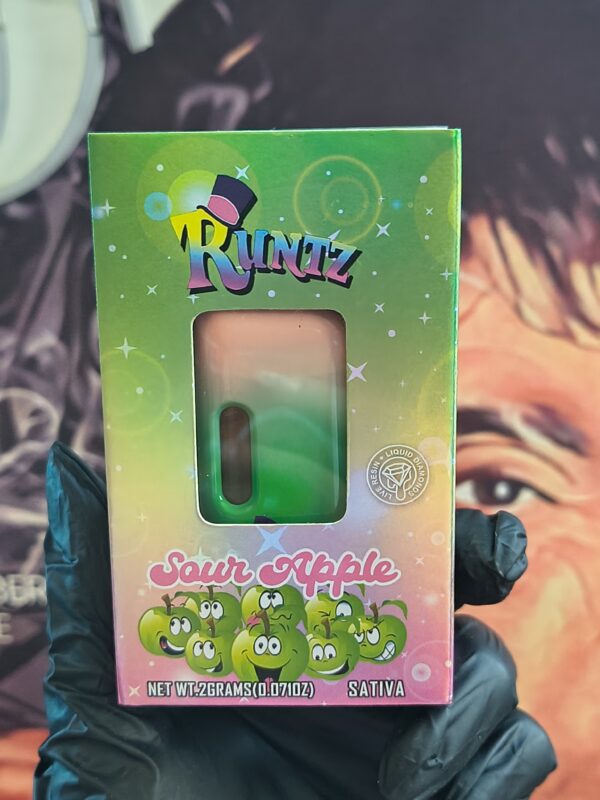 RUNTZ
LIVE RESIN + LIQUID DIAMONDS
Sour Apple
NET WT.2GRAMS(0.071OZ) SATIVA